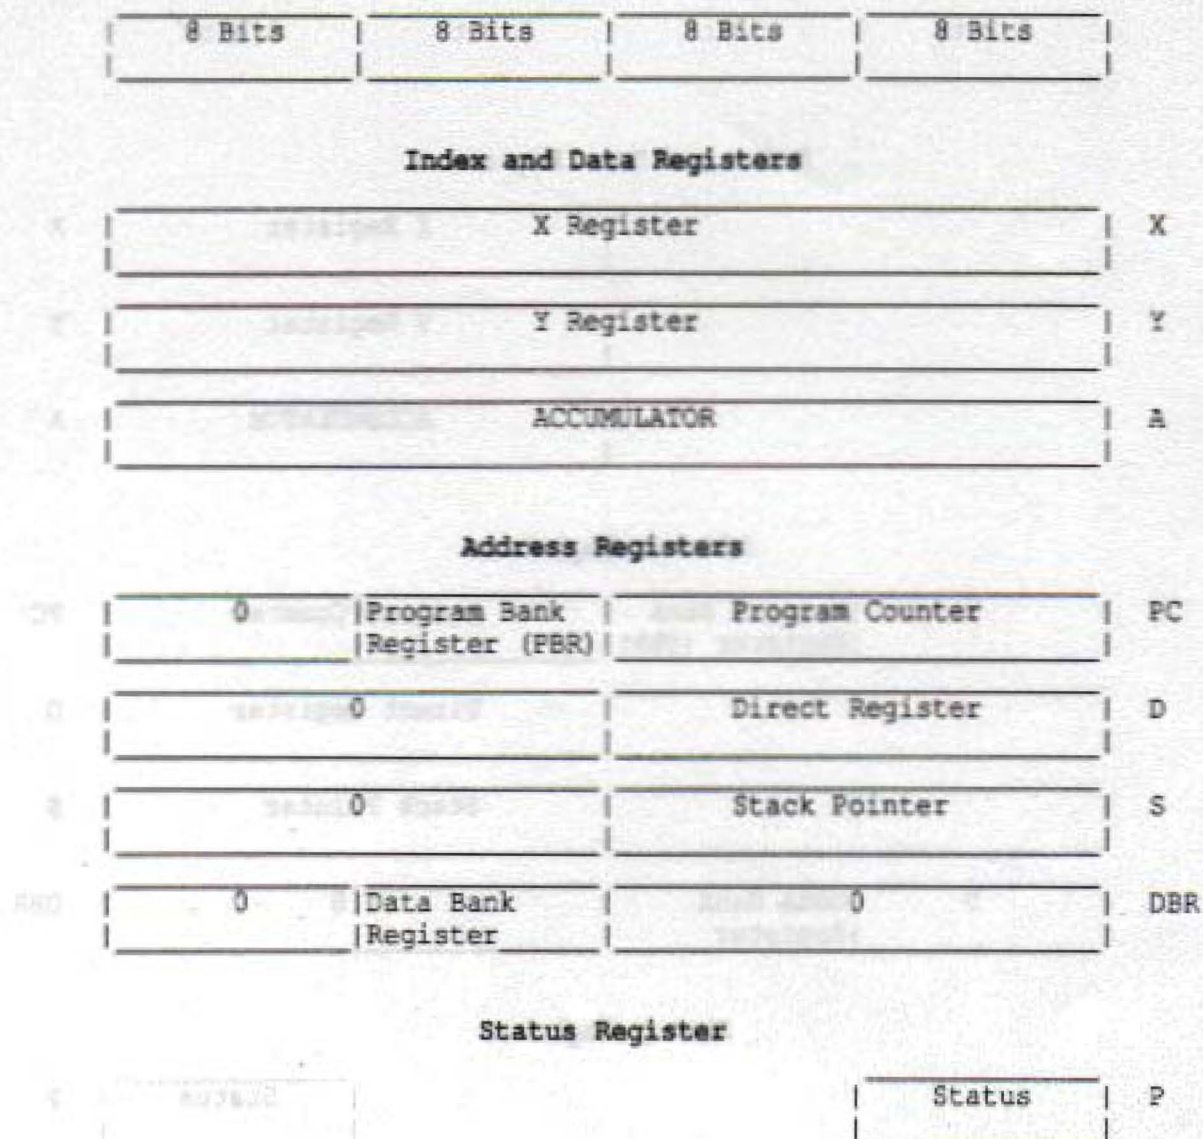 8 Bits 8 Bits 8 Bits 8 Bits
Index and Data Registers
X Register X
Y Register Y
ACCUMULATOR A
Address Registers
0 Program Bank Program Counter PC
Register (PBR)
0 Direct Register D
0 Stack Pointer S
0 Data Bank 0 DBR
Register
Status Register
Status P